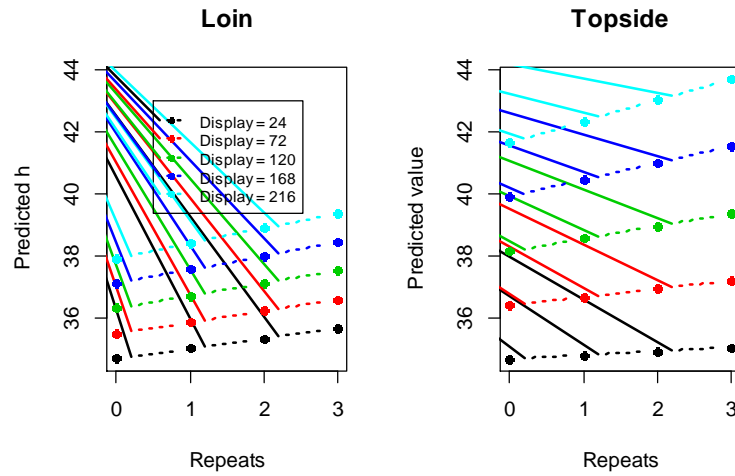 Loin
Topside
Predicted h
44
42
40
38
36
Display = 24
Display = 72
Display = 120
Display = 168
Display = 216
0 1 2 3
Repeats
Predicted value
44
42
40
38
36
0 1 2 3
Repeats